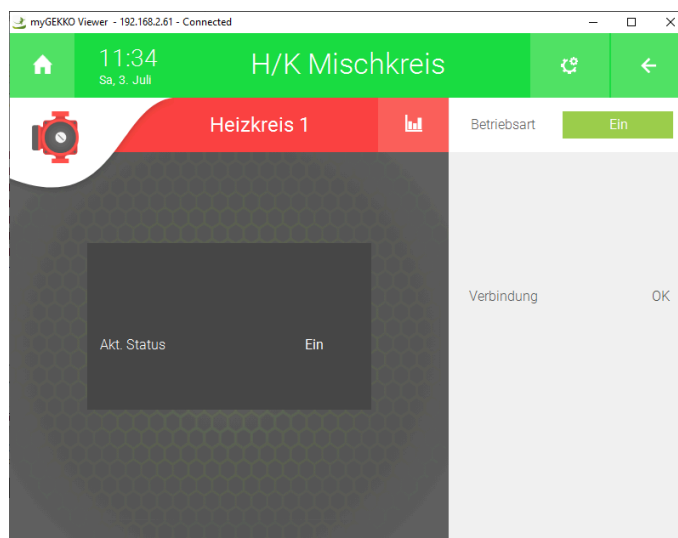 myGEKKO Viewer - 192.168.2.61 - Connected
11:34
Sa, 3. Juli
H/K Mischkreis
Heizkreis 1
Betriebsart
Ein
Verbindung
OK
Akt. Status
Ein